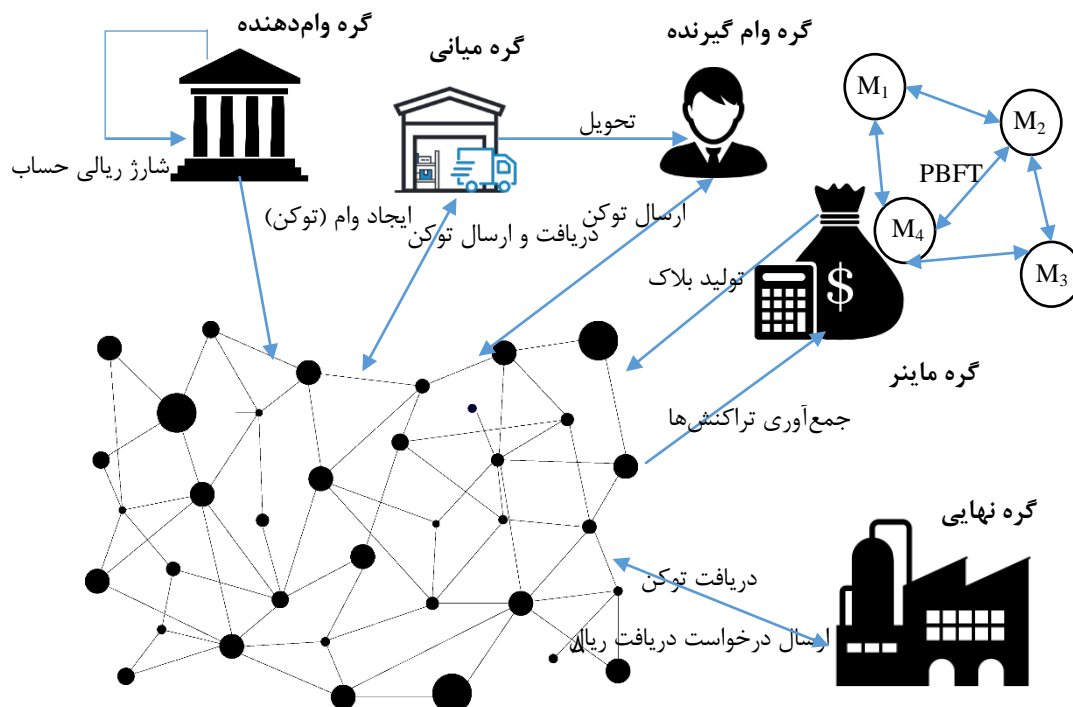 گره وام‌دهنده
گره میانی
گره وام گیرنده
M1
M2
PBFT
M4
M3
تحویل
شارژ ریالی حساب
ایجاد وام (توکن)
دریافت و ارسال توکن
ارسال توکن
تولید بلاک
$
گره ماینر
جمع‌آوری تراکنش‌ها
گره نهایی
دریافت توکن
ارسال درخواست دریافت ریال
۸